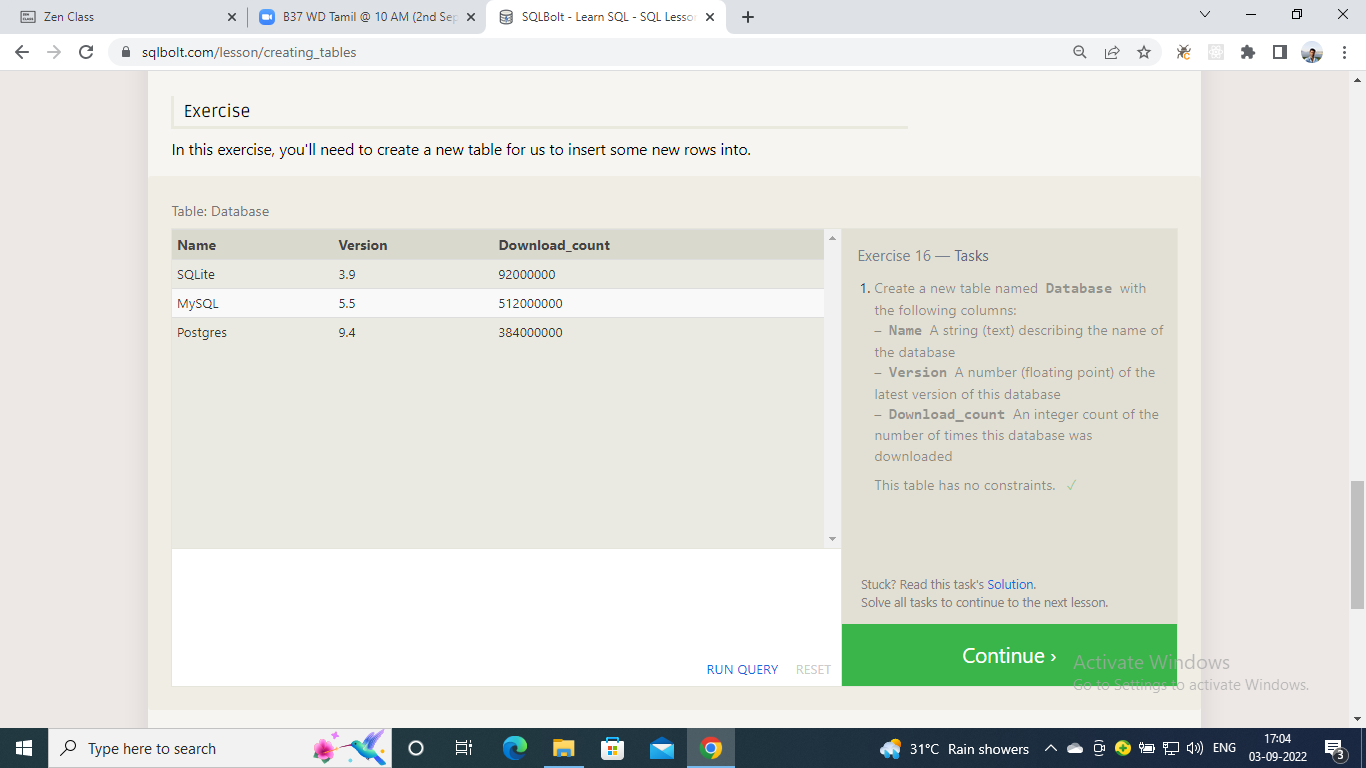 Zen Class
B37 WD Tamil @ 10 AM (2nd Sep
SQLBolt - Learn SQL - SQL Lesso
sqlbolt.com/lesson/creating_tables
Exercise
In this exercise, you'll need to create a new table for us to insert some new rows into.
Table: Database
Name Version Download_count
SQLite 3.9 92000000
MySQL 5.5 512000000
Postgres 9.4 384000000
Exercise 16 — Tasks
1. Create a new table named Database with
the following columns:
– Name A string (text) describing the name of
the database
– Version A number (floating point) of the
latest version of this database
– Download_count An integer count of the
number of times this database was
downloaded
This table has no constraints. ✓
Stuck? Read this task's Solution.
Solve all tasks to continue to the next lesson.
RUN QUERY RESET
Continue ›
Activate Windows
Go to Settings to activate Windows.
Type here to search
31°C Rain showers
ENG
17:04
03-09-2022
3